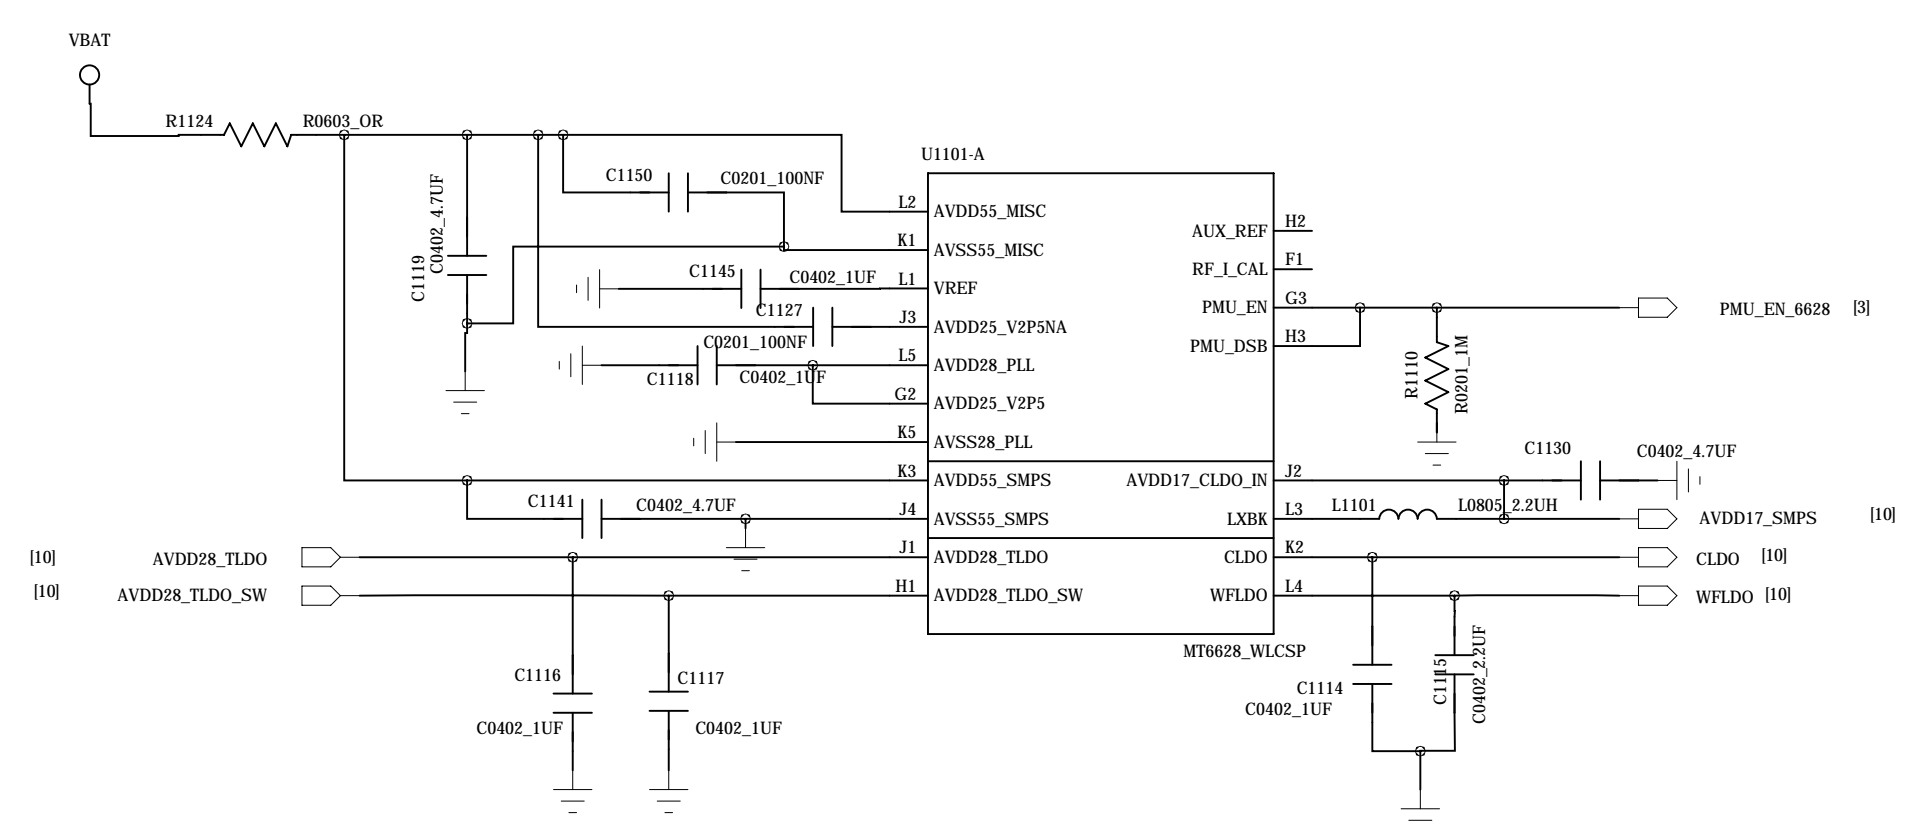 VBAT
R1124
R0603_OR
U1101-A
C1150
C0201_100NF
C0402_4.7UF
C1119
L2
AVDD55_MISC
K1
AVSS55_MISC
C1145
C0402_1UF
L1
VREF
C1127
J3
AVDD25_V2P5NA
C0201_100NF
L5
AVDD28_PLL
C1118
C0402_1UF
G2
AVDD25_V2P5
K5
AVSS28_PLL
K3
AVDD55_SMPS
C1141
C0402_4.7UF
J4
AVSS55_SMPS
[10]
AVDD28_TLDO
J1
AVDD28_TLDO
[10]
AVDD28_TLDO_SW
H1
AVDD28_TLDO_SW
AUX_REF
H2
RF_I_CAL
F1
PMU_EN
G3
PMU_EN_6628
[3]
PMU_DSB
H3
R1110
R0201_1M
C1130
C0402_4.7UF
AVDD17_CLDO_IN
J2
LXBK
L3
L1101
L0805_2.2UH
AVDD17_SMPS
[10]
CLDO
K2
CLDO
[10]
WFLDO
L4
WFLDO
[10]
MT6628_WLCSP
C1116
C0402_1UF
C1117
C0402_1UF
C1114
C0402_1UF
C1115
C0402_2.2UF